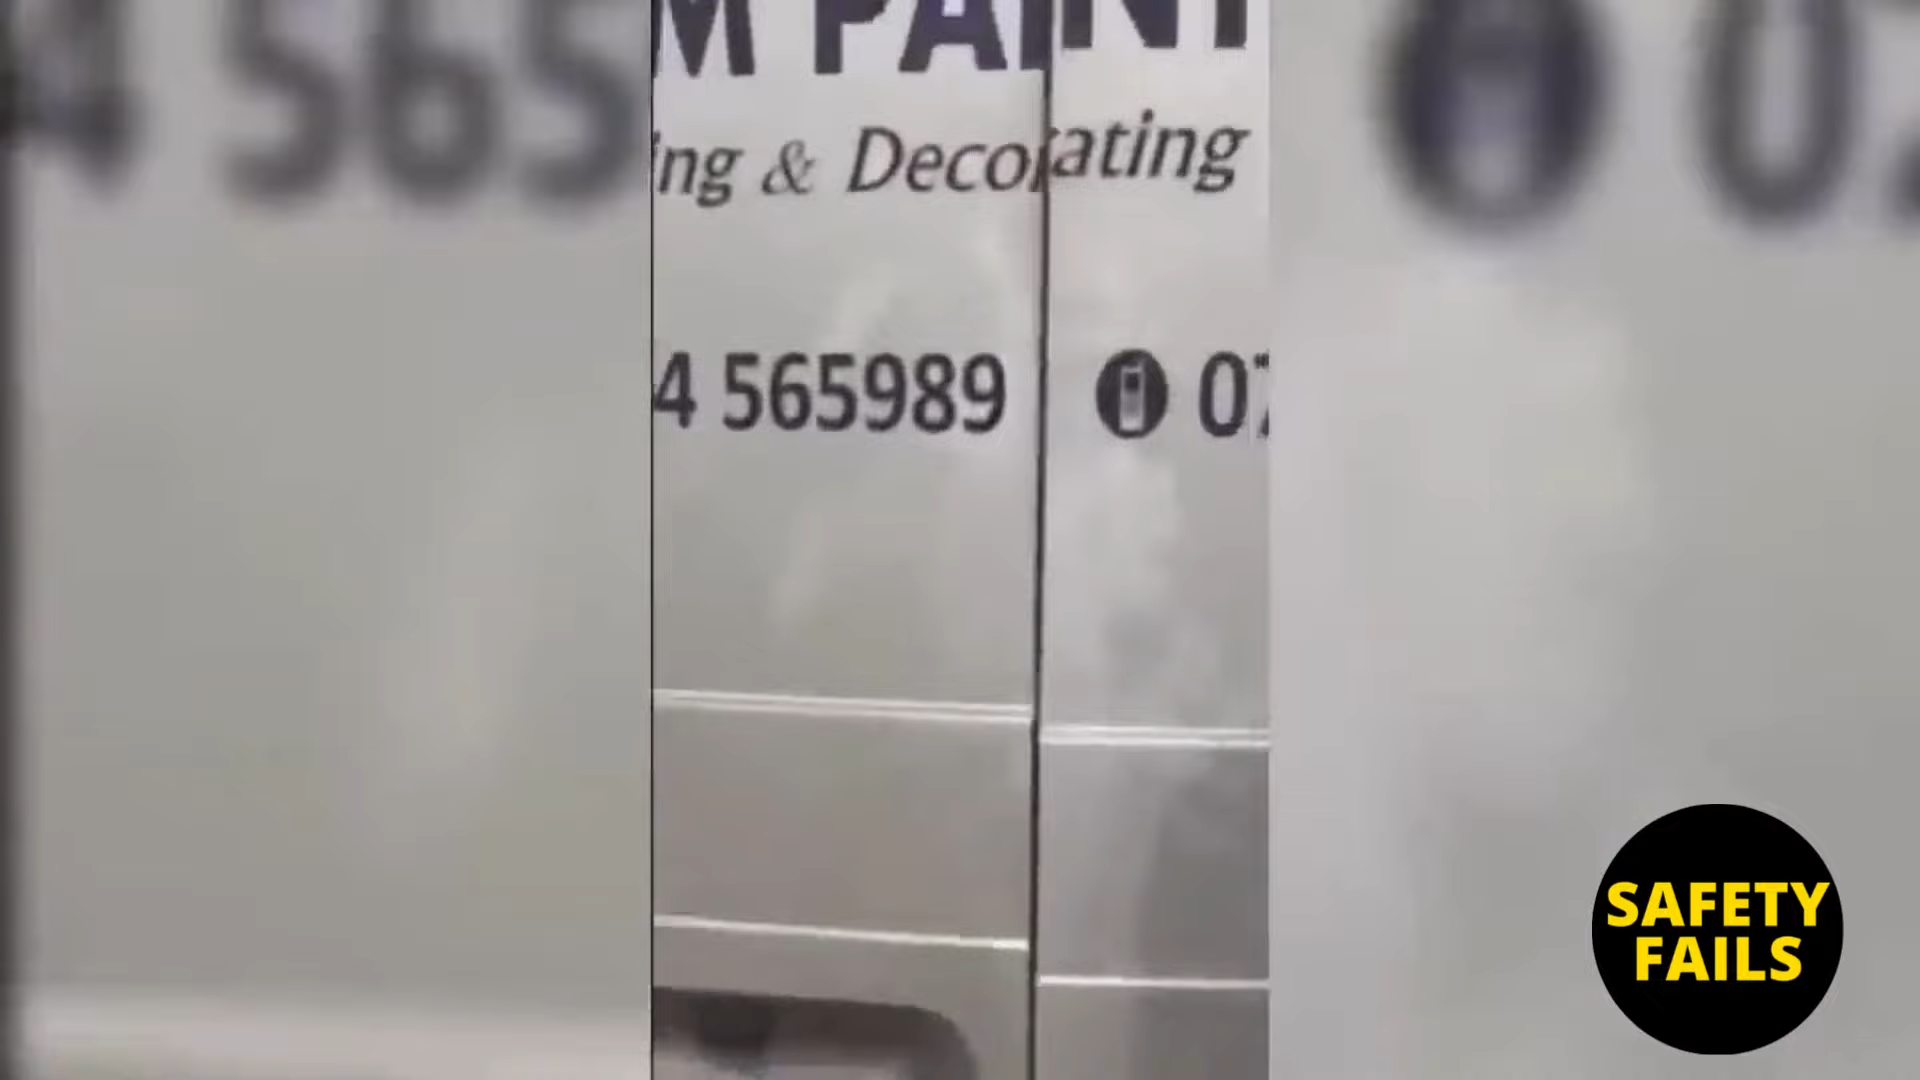 M PAINT
ing & Decorating
4 565989 07
SAFETY
FAILS